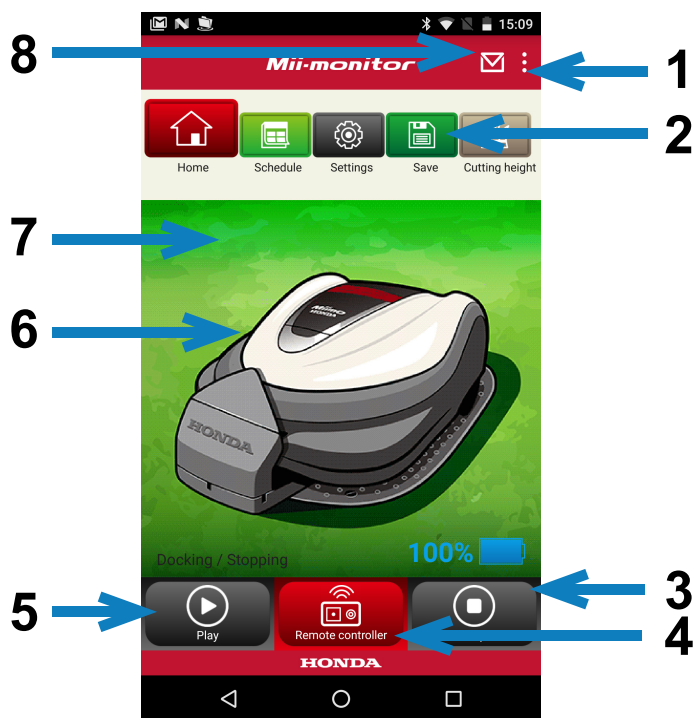 15:09
8
Mii-monitor
1
2
Home
Schedule
Settings
Save
Cutting height
7
6
Miimo
HONDA
HONDA
Docking / Stopping
100%
3
5
4
Play
Remote controller
HONDA